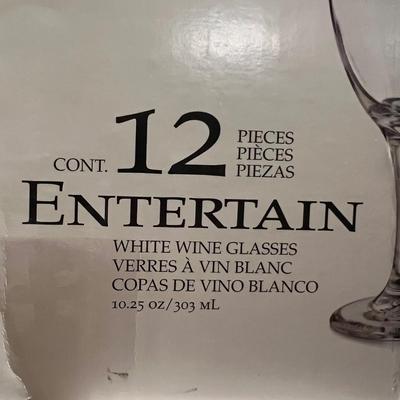 CONT. 12 PIECES
PIÈCES
PIEZAS
ENTERTAIN
WHITE WINE GLASSES
VERRES À VIN BLANC
COPAS DE VINO BLANCO
10.25 OZ/303 ML